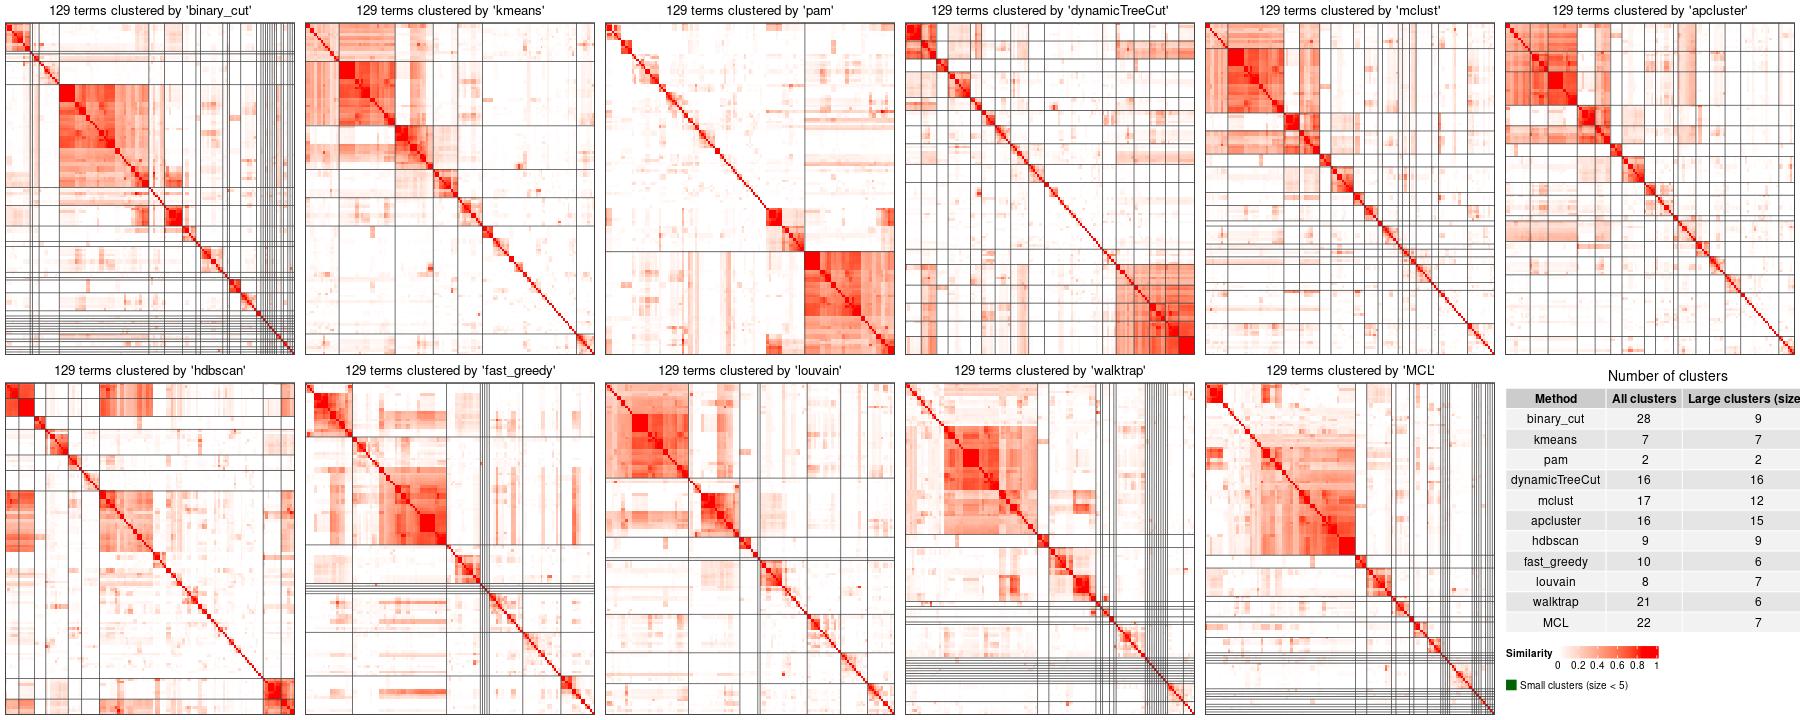 129 terms clustered by 'binary_cut'
129 terms clustered by 'kmeans'
129 terms clustered by 'pam'
129 terms clustered by 'dynamicTreeCut'
129 terms clustered by 'mclust'
129 terms clustered by 'apcluster'
129 terms clustered by 'hdbscan'
129 terms clustered by 'fast_greedy'
129 terms clustered by 'louvain'
129 terms clustered by 'walktrap'
129 terms clustered by 'MCL'
Number of clusters
Method All clusters Large clusters (size
binary_cut 28 9
kmeans 7 7
pam 2 2
dynamicTreeCut 16 16
mclust 17 12
apcluster 16 15
hdbscan 9 9
fast_greedy 10 6
louvain 8 7
walktrap 21 6
MCL 22 7
Similarity
0 0.2 0.4 0.6 0.8 1
Small clusters (size < 5)